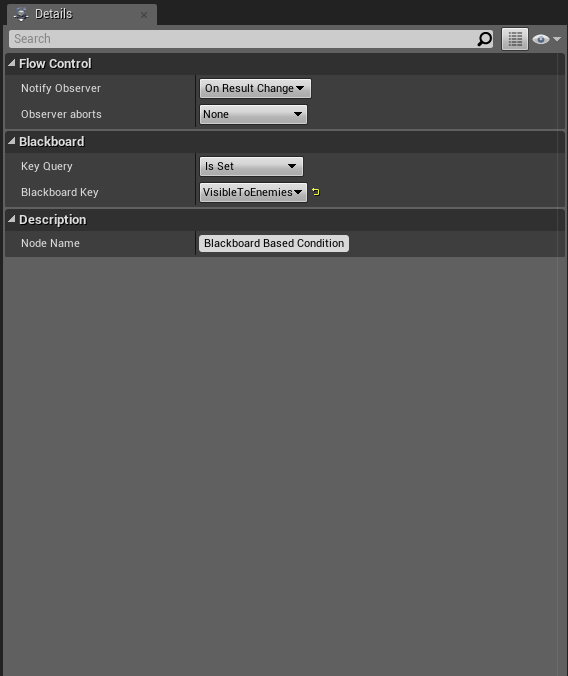 Details
Search
Flow Control
Notify Observer On Result Change
Observer aborts None
Blackboard
Key Query Is Set
Blackboard Key VisibleToEnemies
Description
Node Name Blackboard Based Condition